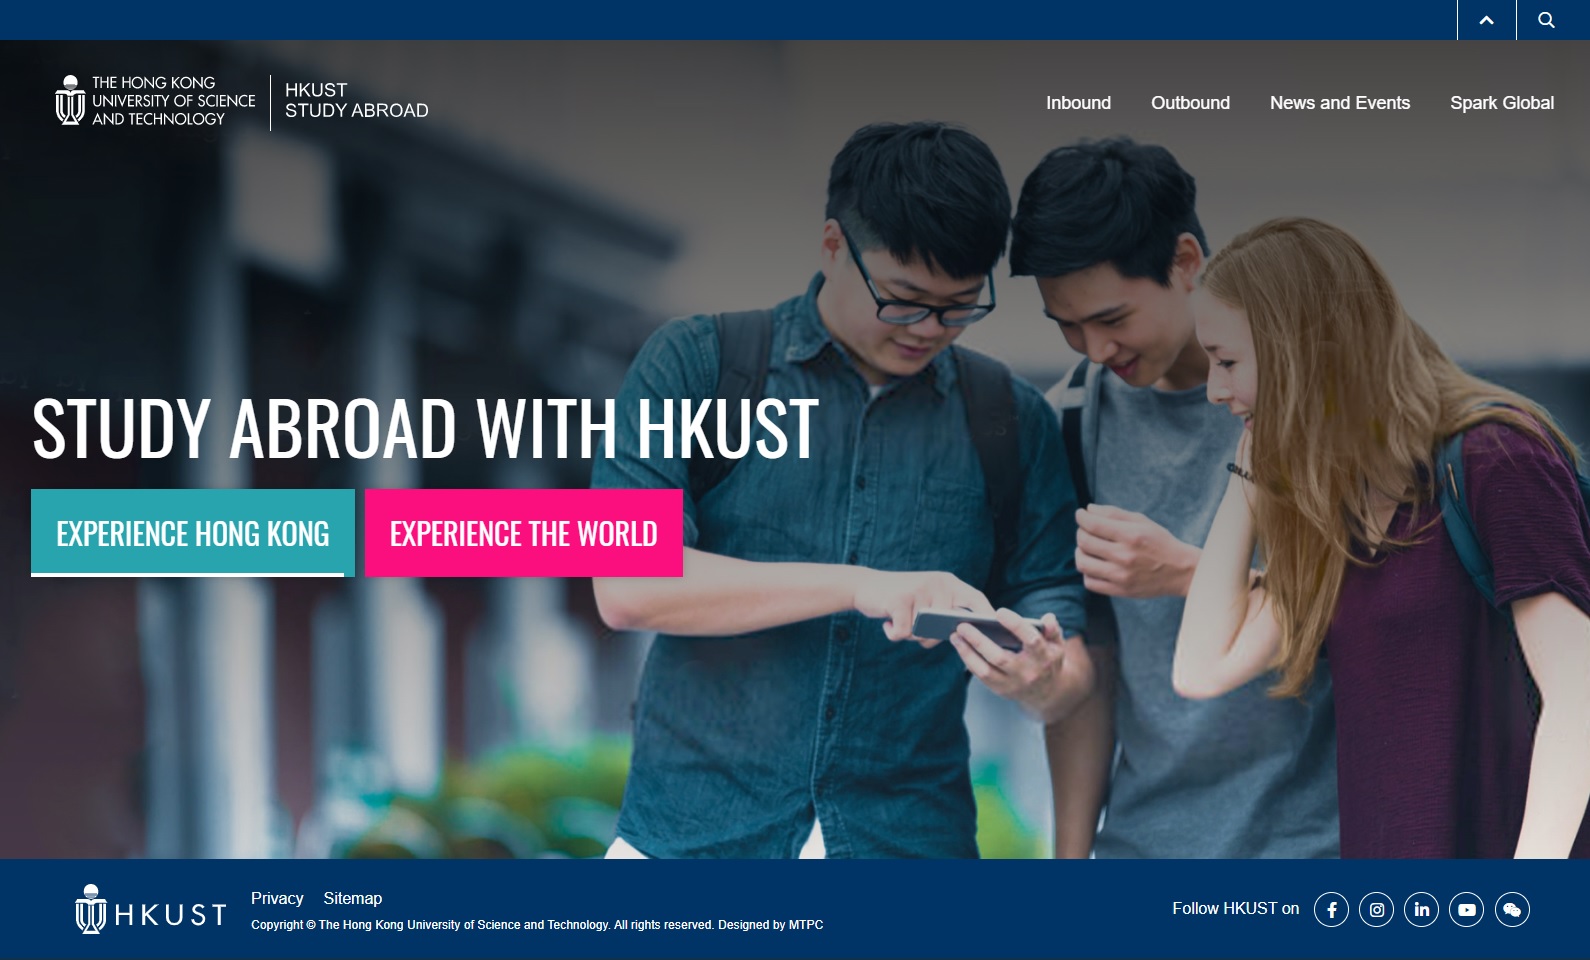 THE HONG KONG
UNIVERSITY OF SCIENCE
AND TECHNOLOGY
HKUST
STUDY ABROAD
Inbound
Outbound
News and Events
Spark Global
STUDY ABROAD WITH HKUST
EXPERIENCE HONG KONG
EXPERIENCE THE WORLD
HKUST
Privacy
Sitemap
Copyright © The Hong Kong University of Science and Technology. All rights reserved. Designed by MTPC
Follow HKUST on